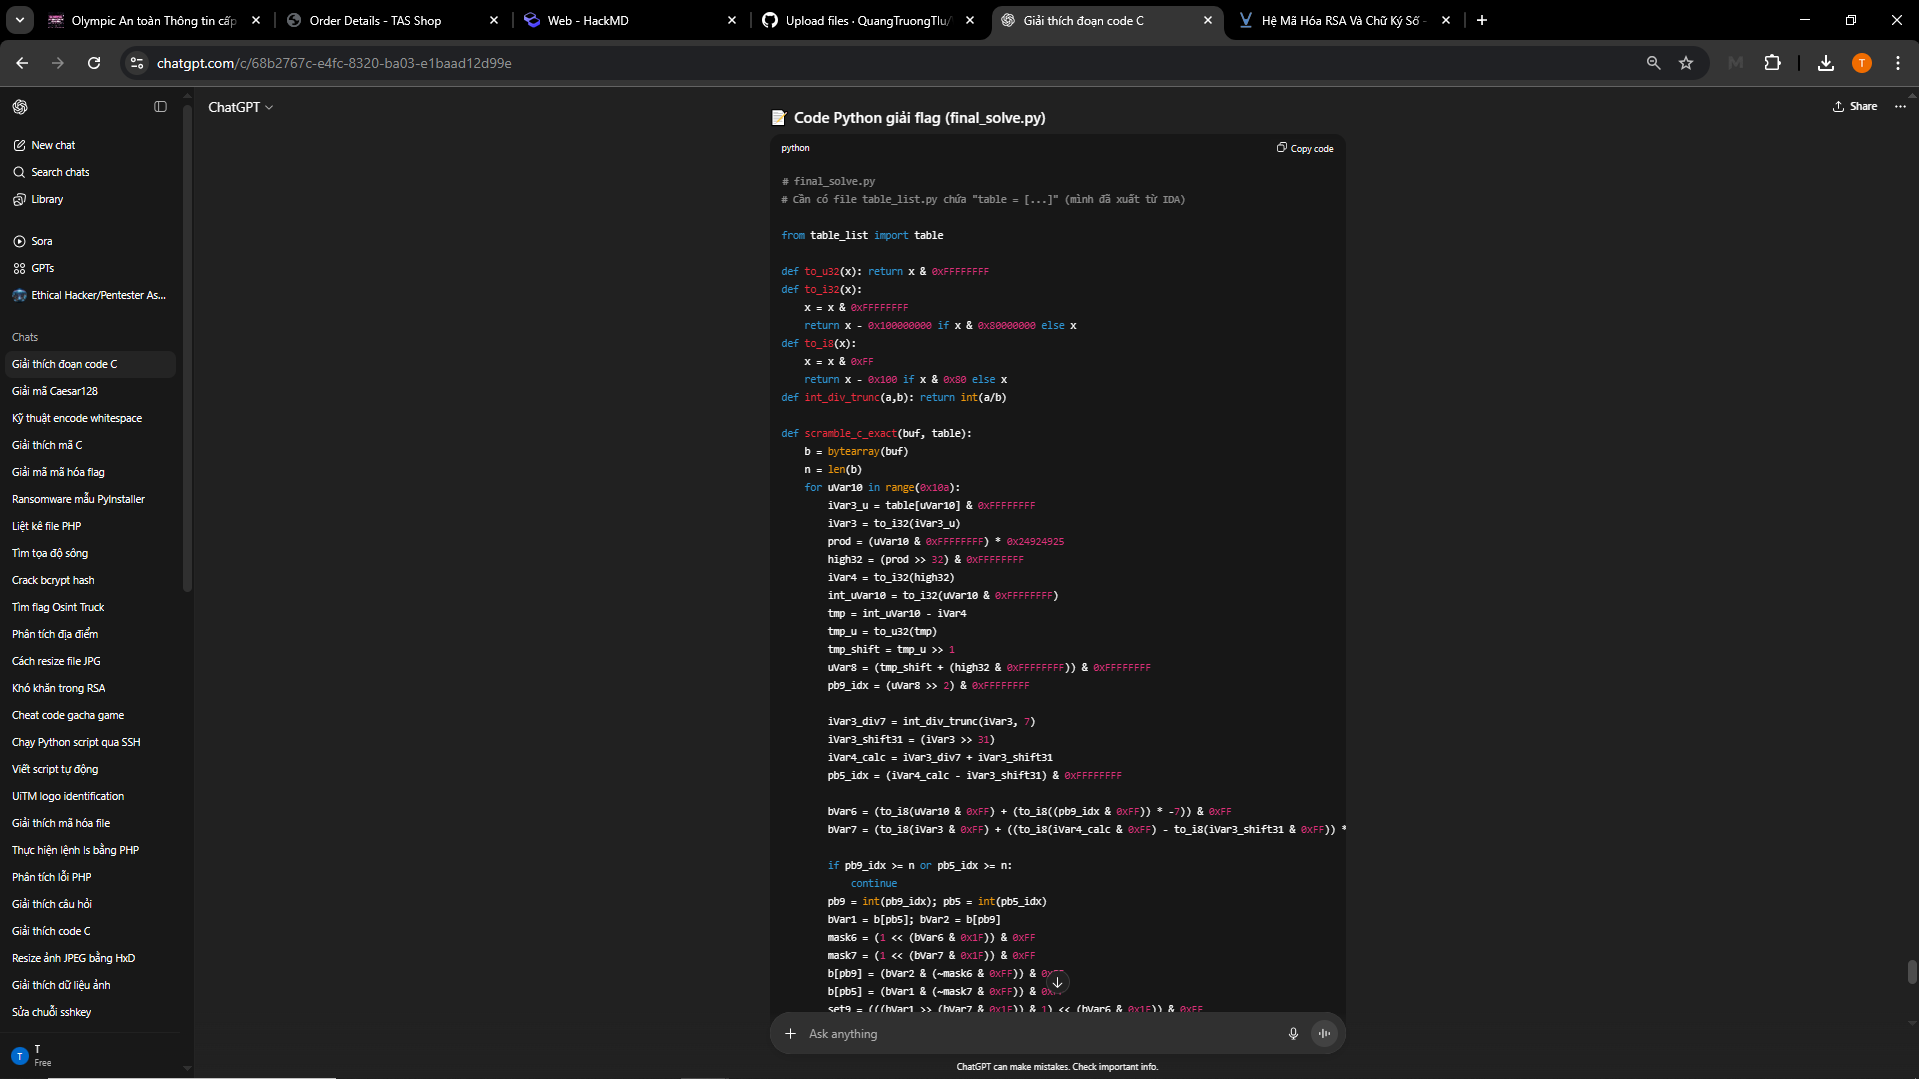 Olympic An toàn Thông tin cấp
Order Details - TAS Shop
Web - HackMD
Upload files · QuangTruongTlu/
Giải thích đoạn code C
Hệ Mã Hóa RSA Và Chữ Ký Số -
chatgpt.com/c/68b2767c-e4fc-8320-ba03-e1baad12d99e
T
ChatGPT
Share
New chat
Search chats
Library
Sora
GPTs
Ethical Hacker/Pentester As...
Chats
Giải thích đoạn code C
Giải mã Caesar128
Kỹ thuật encode whitespace
Giải thích mã C
Giải mã mã hóa flag
Ransomware mẫu PyInstaller
Liệt kê file PHP
Tìm tọa độ sông
Crack bcrypt hash
Tìm flag Osint Truck
Phân tích địa điểm
Cách resize file JPG
Khó khăn trong RSA
Cheat code gacha game
Chạy Python script qua SSH
Viết script tự động
UiTM logo identification
Giải thích mã hóa file
Thực hiện lệnh ls bằng PHP
Phân tích lỗi PHP
Giải thích câu hỏi
Giải thích code C
Resize ảnh JPEG bằng HxD
Giải thích dữ liệu ảnh
Sửa chuỗi sshkey
T
T
Free
📝 Code Python giải flag (final_solve.py)
python
Copy code
# final_solve.py
# Cần có file table_list.py chứa "table = [...]" (mình đã xuất từ IDA)
from table_list import table
def to_u32(x): return x & 0xFFFFFFFF
def to_i32(x):
x = x & 0xFFFFFFFF
return x - 0x100000000 if x & 0x80000000 else x
def to_i8(x):
x = x & 0xFF
return x - 0x100 if x & 0x80 else x
def int_div_trunc(a,b): return int(a/b)
def scramble_c_exact(buf, table):
b = bytearray(buf)
n = len(b)
for uVar10 in range(0x10a):
iVar3_u = table[uVar10] & 0xFFFFFFFF
iVar3 = to_i32(iVar3_u)
prod = (uVar10 & 0xFFFFFFFF) * 0x24924925
high32 = (prod >> 32) & 0xFFFFFFFF
iVar4 = to_i32(high32)
int_uVar10 = to_i32(uVar10 & 0xFFFFFFFF)
tmp = int_uVar10 - iVar4
tmp_u = to_u32(tmp)
tmp_shift = tmp_u >> 1
uVar8 = (tmp_shift + (high32 & 0xFFFFFFFF)) & 0xFFFFFFFF
pb9_idx = (uVar8 >> 2) & 0xFFFFFFFF
iVar3_div7 = int_div_trunc(iVar3, 7)
iVar3_shift31 = (iVar3 >> 31)
iVar4_calc = iVar3_div7 + iVar3_shift31
pb5_idx = (iVar4_calc - iVar3_shift31) & 0xFFFFFFFF
bVar6 = (to_i8(uVar10 & 0xFF) + (to_i8((pb9_idx & 0xFF)) * -7)) & 0xFF
bVar7 = (to_i8(iVar3 & 0xFF) + ((to_i8(iVar4_calc & 0xFF) - to_i8(iVar3_shift31 & 0xFF)) *
if pb9_idx >= n or pb5_idx >= n:
continue
pb9 = int(pb9_idx); pb5 = int(pb5_idx)
bVar1 = b[pb5]; bVar2 = b[pb9]
mask6 = (1 << (bVar6 & 0x1F)) & 0xFF
mask7 = (1 << (bVar7 & 0x1F)) & 0xFF
b[pb9] = (bVar2 & (~mask6 & 0xFF)) &
b[pb5] = (bVar1 & (~mask7 & 0xFF)) &
set9 = (((bVar1 >> (bVar7 & 0x1F)) & 1) << (bVar6 & 0x1F)) & 0xFF
Ask anything
ChatGPT can make mistakes. Check important info.